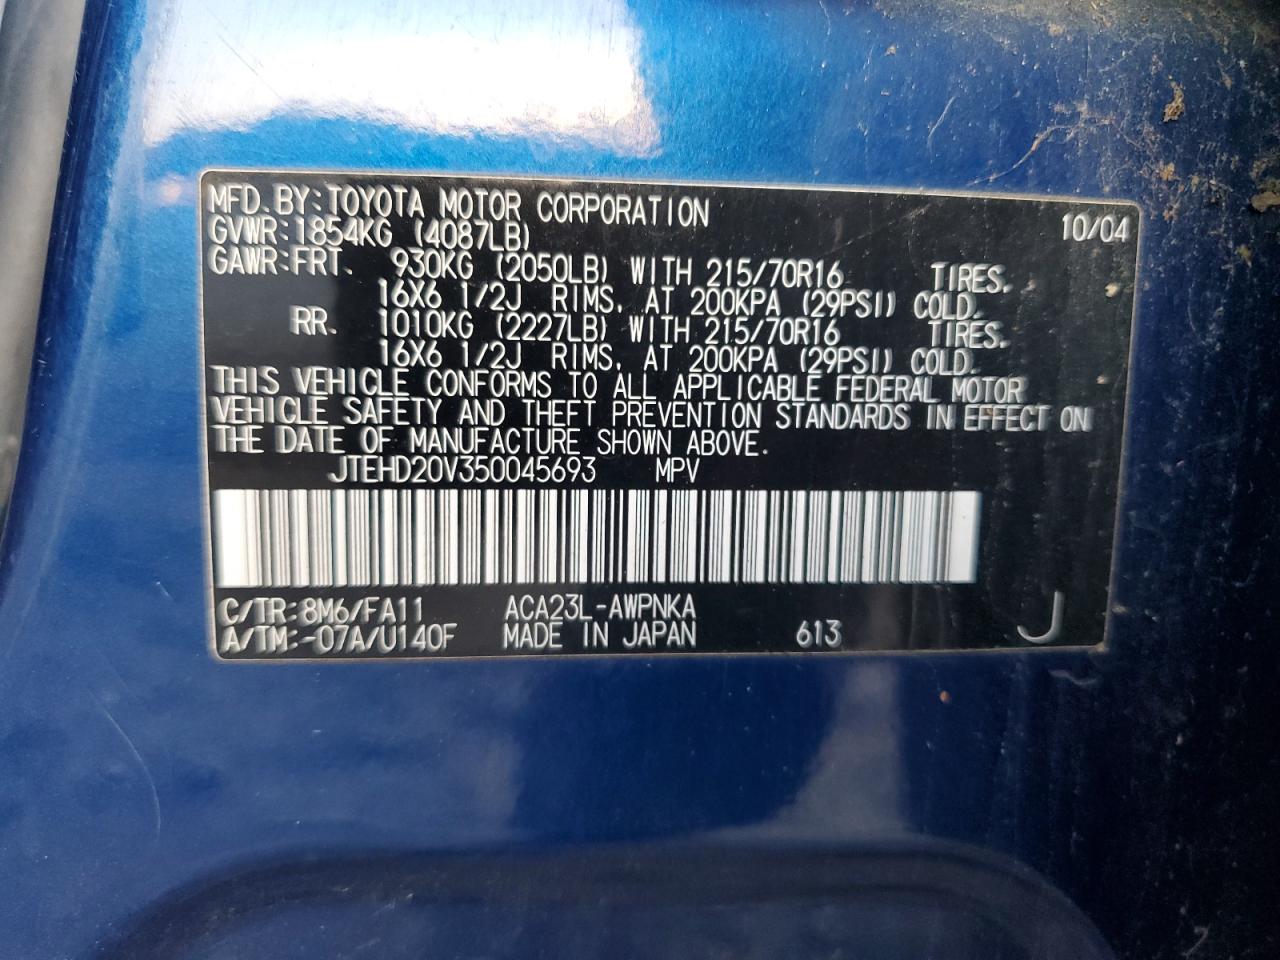 MFD. BY: TOYOTA MOTOR CORPORATION 10/04
GVWR: 1854KG (4087LB)
GAWR: FRT. 930KG (2050LB) WITH 215/70R16 TIRES,
16X6 1/2J RIMS, AT 200KPA (29PSI) COLD.
RR. 1010KG (2227LB) WITH 215/70R16 TIRES,
16X6 1/2J RIMS, AT 200KPA (29PSI) COLD.
THIS VEHICLE CONFORMS TO ALL APPLICABLE FEDERAL MOTOR
VEHICLE SAFETY AND THEFT PREVENTION STANDARDS IN EFFECT ON
THE DATE OF MANUFACTURE SHOWN ABOVE.
JTEHD20V350045693 MPV
C/TR: 8M6/FA11 ACA23L-AWPNKA
A/TM: -07A/U140F MADE IN JAPAN 613 J